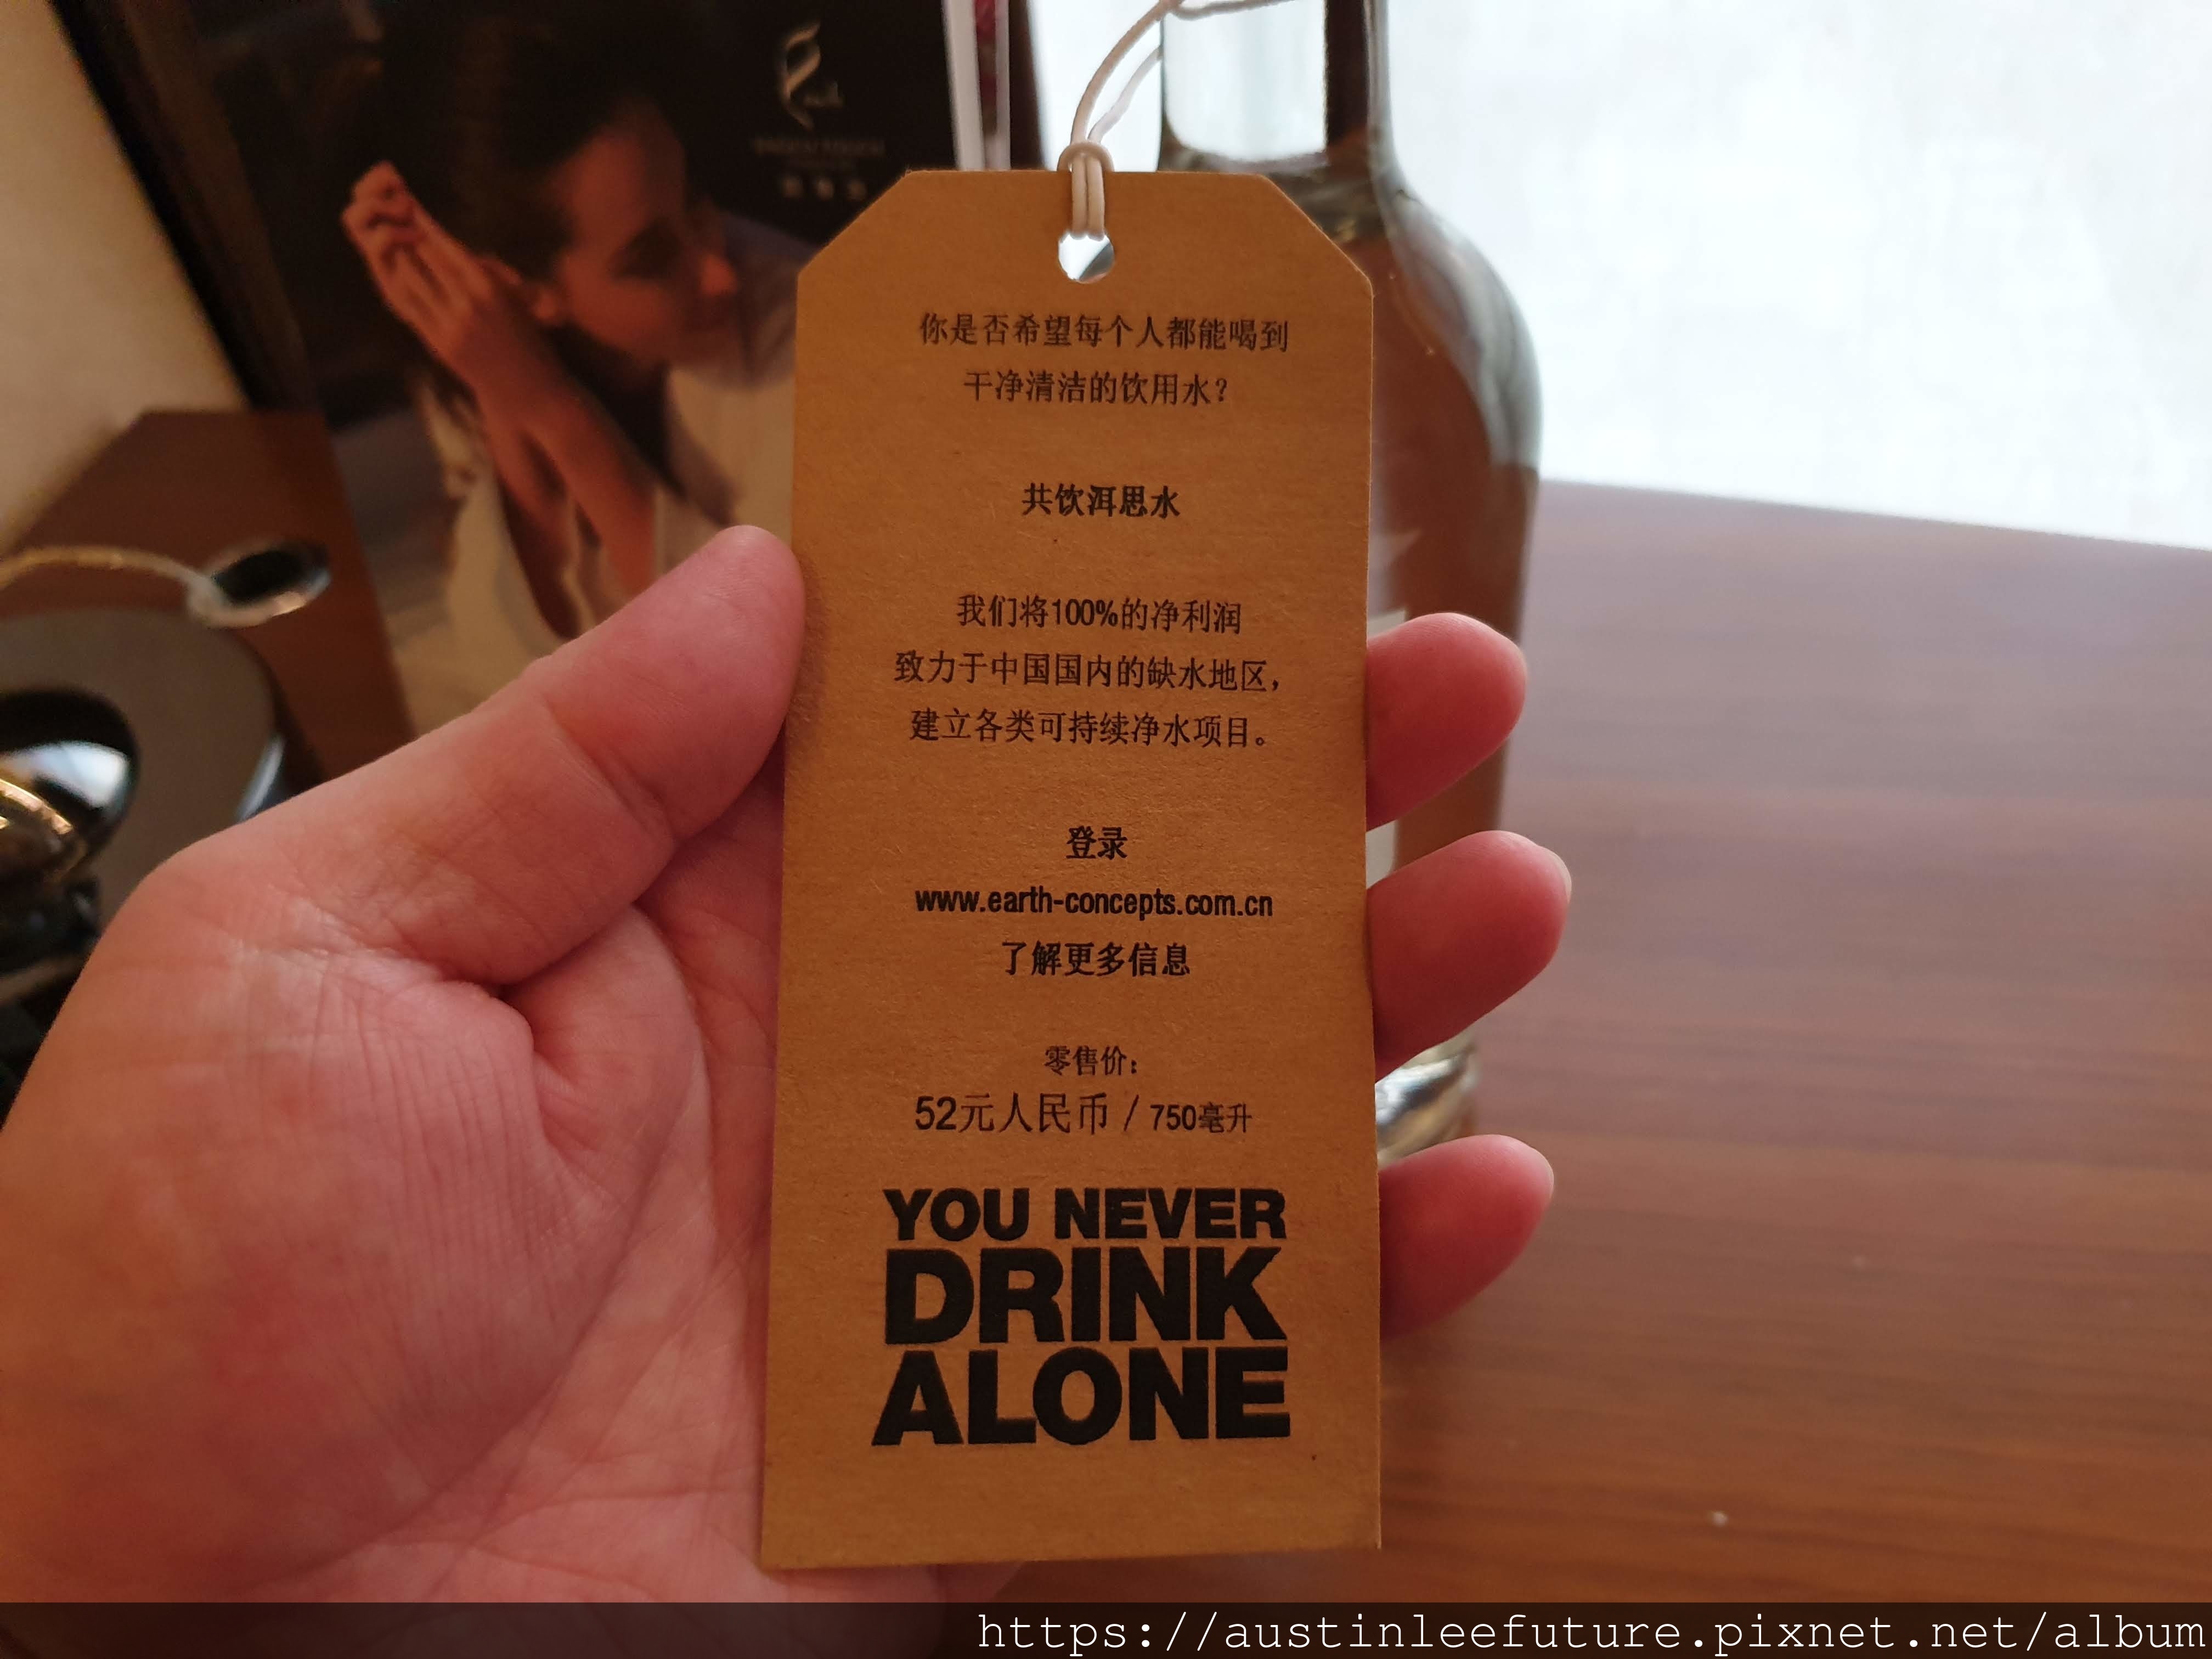 你是否希望每个人都能喝到
干净清洁的饮用水？
共饮洱思水
我们将100%的净利润
致力于中国国内的缺水地区，
建立各类可持续净水项目。
登录
www.earth-concepts.com.cn
了解更多信息
零售价：
52元人民币 / 750毫升
YOU NEVER
DRINK
ALONE
https://austinleefuture.pixnet.net/album